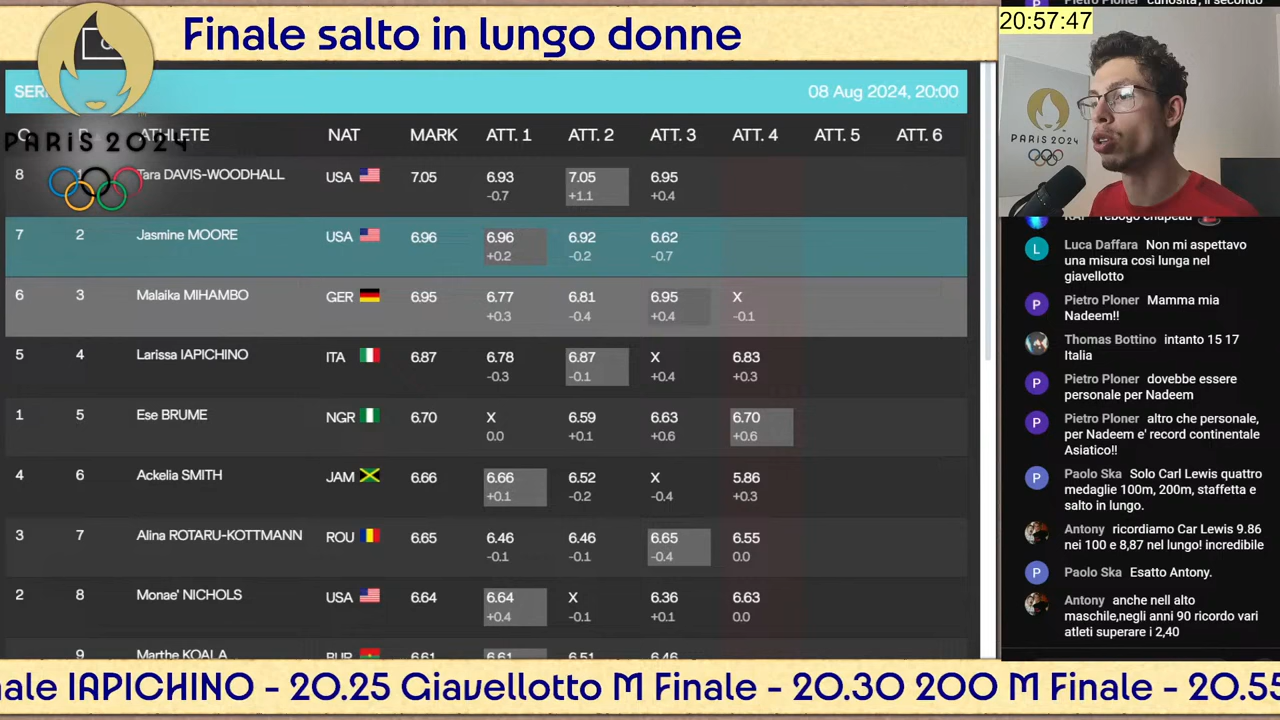 Finale salto in lungo donne
PARIS 2024
08 Aug 2024, 20:00
ATHLETE NAT MARK ATT. 1 ATT. 2 ATT. 3 ATT. 4 ATT. 5 ATT. 6
8 1 Tara DAVIS-WOODHALL USA 7.05 6.93 7.05 6.95
-0.7 +1.1 +0.4
7 2 Jasmine MOORE USA 6.96 6.96 6.92 6.62
+0.2 -0.2 -0.7
6 3 Malaika MIHAMBO GER 6.95 6.77 6.81 6.95 X
+0.3 -0.4 +0.4 -0.1
5 4 Larissa IAPICHINO ITA 6.87 6.78 6.87 X 6.83
-0.3 -0.1 +0.4 +0.3
1 5 Ese BRUME NGR 6.70 X 6.59 6.63 6.70
0.0 +0.1 +0.6 +0.6
4 6 Ackelia SMITH JAM 6.66 6.66 6.52 X 5.86
+0.1 -0.2 -0.4 +0.3
3 7 Alina ROTARU-KOTTMANN ROU 6.65 6.46 6.46 6.65 6.55
-0.1 -0.1 -0.4 0.0
2 8 Monae' NICHOLS USA 6.64 6.64 X 6.36 6.63
+0.4 -0.1 +0.1 0.0
9 Marthe KOALA BUR 6.61 6.61 6.51 6.46
20:57:47
PARIS 2024
Luca Daffara Non mi aspettavo
una misura così lunga nel
giavellotto
Pietro Ploner Mamma mia
Nadeem!!
Thomas Bottino intanto 15 17
Italia
Pietro Ploner dovebbe essere
personale per Nadeem
Pietro Ploner altro che personale,
per Nadeem e' record continentale
Asiatico!!
Paolo Ska Solo Carl Lewis quattro
medaglie 100m, 200m, staffetta e
salto in lungo.
Antony ricordiamo Car Lewis 9.86
nei 100 e 8,87 nel lungo! incredibile
Paolo Ska Esatto Antony.
Antony anche nell alto
maschile,negli anni 90 ricordo vari
atleti superare i 2,40
nale IAPICHINO - 20.25 Giavellotto M Finale - 20.30 200 M Finale - 20.55